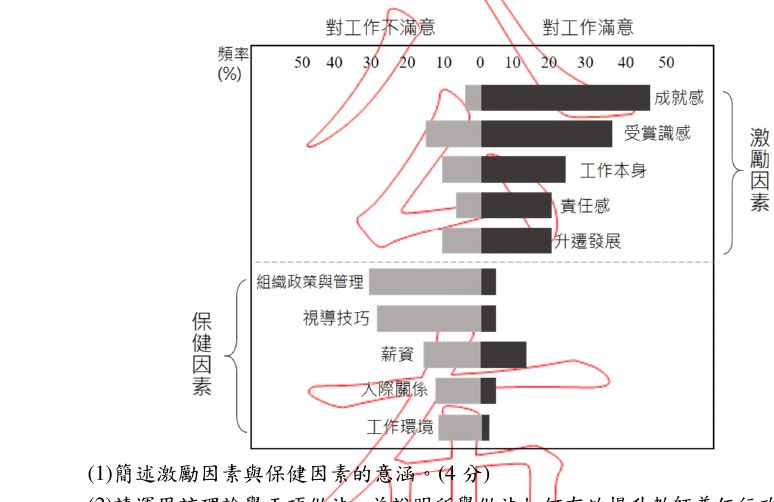 對工作不滿意 對工作滿意
頻率 50 40 30 20 10 0 10 20 30 40 50
(%)
成就感
受賞識感
工作本身
責任感
升遷發展
激勵因素
組織政策與管理
視導技巧
薪資
人際關係
工作環境
保健因素
(1)簡述激勵因素與保健因素的意涵。(4 分)